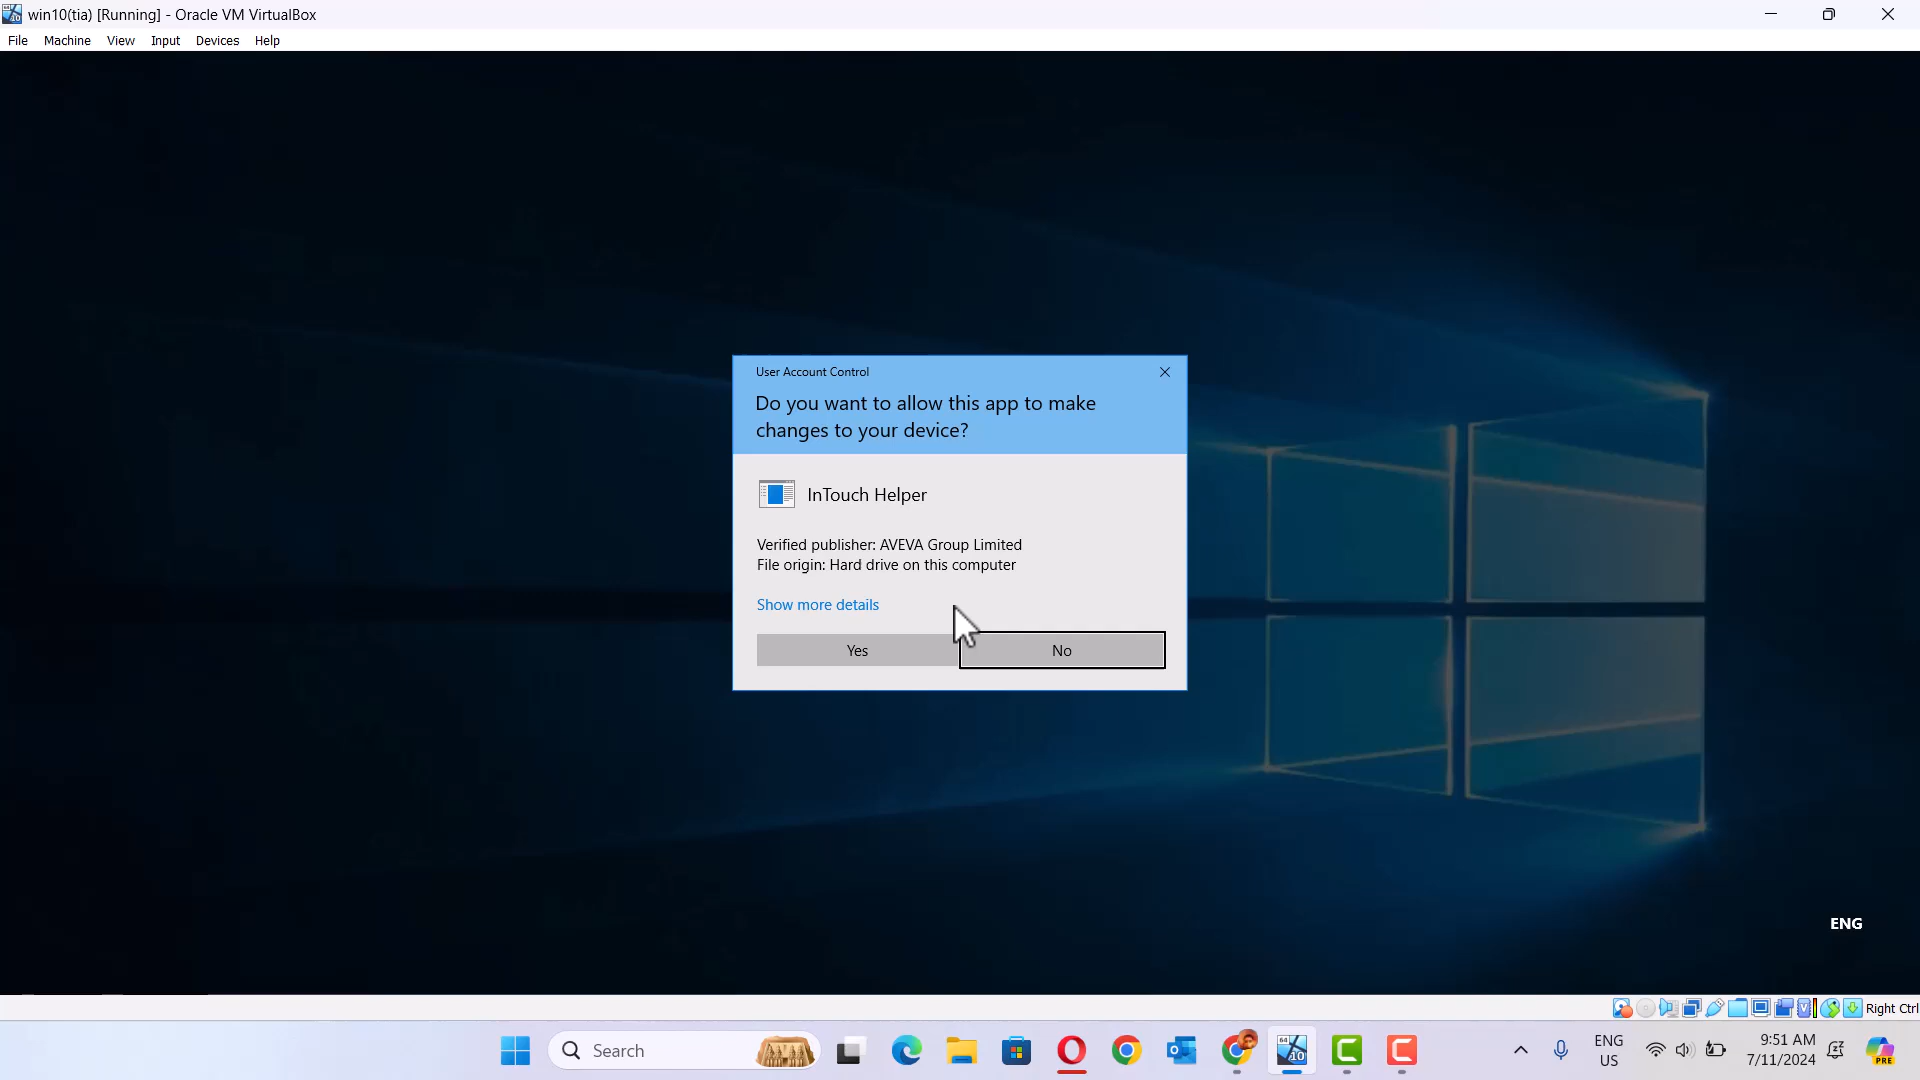 win10(tia) [Running] - Oracle VM VirtualBox
File Machine View Input Devices Help
User Account Control
Do you want to allow this app to make
changes to your device?
InTouch Helper
Verified publisher: AVEVA Group Limited
File origin: Hard drive on this computer
Show more details
Yes No
ENG
Right Ctrl
Search
ENG
US
9:51 AM
7/11/2024